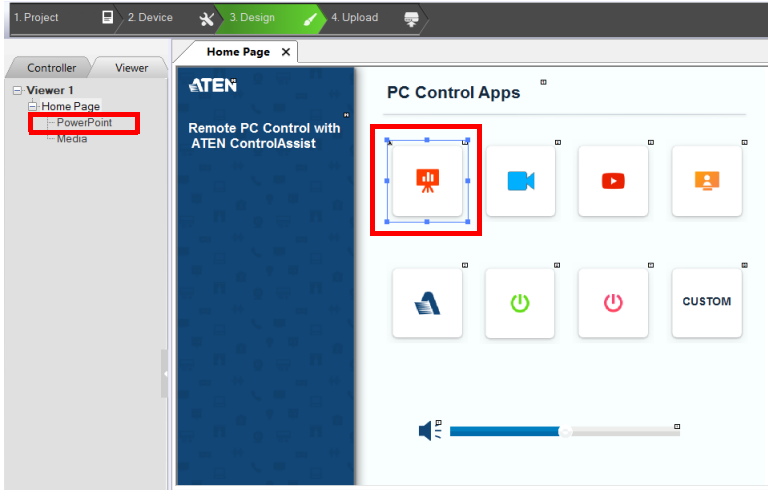 1. Project
2. Device
3. Design
4. Upload
Home Page
Controller
Viewer
Viewer 1
Home Page
PowerPoint
Media
ATEN
Remote PC Control with
ATEN ControlAssist
PC Control Apps
CUSTOM